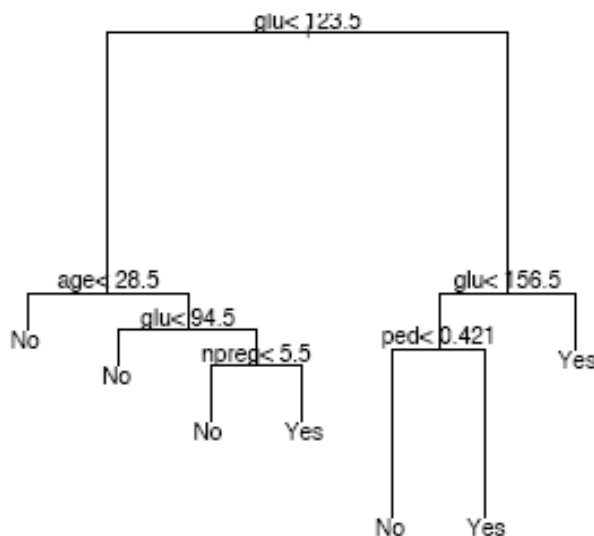 glu< 123.5
age< 28.5
glu< 156.5
glu< 94.5
ped< 0.421
No
npreg< 5.5
Yes
No
No
Yes
No
Yes